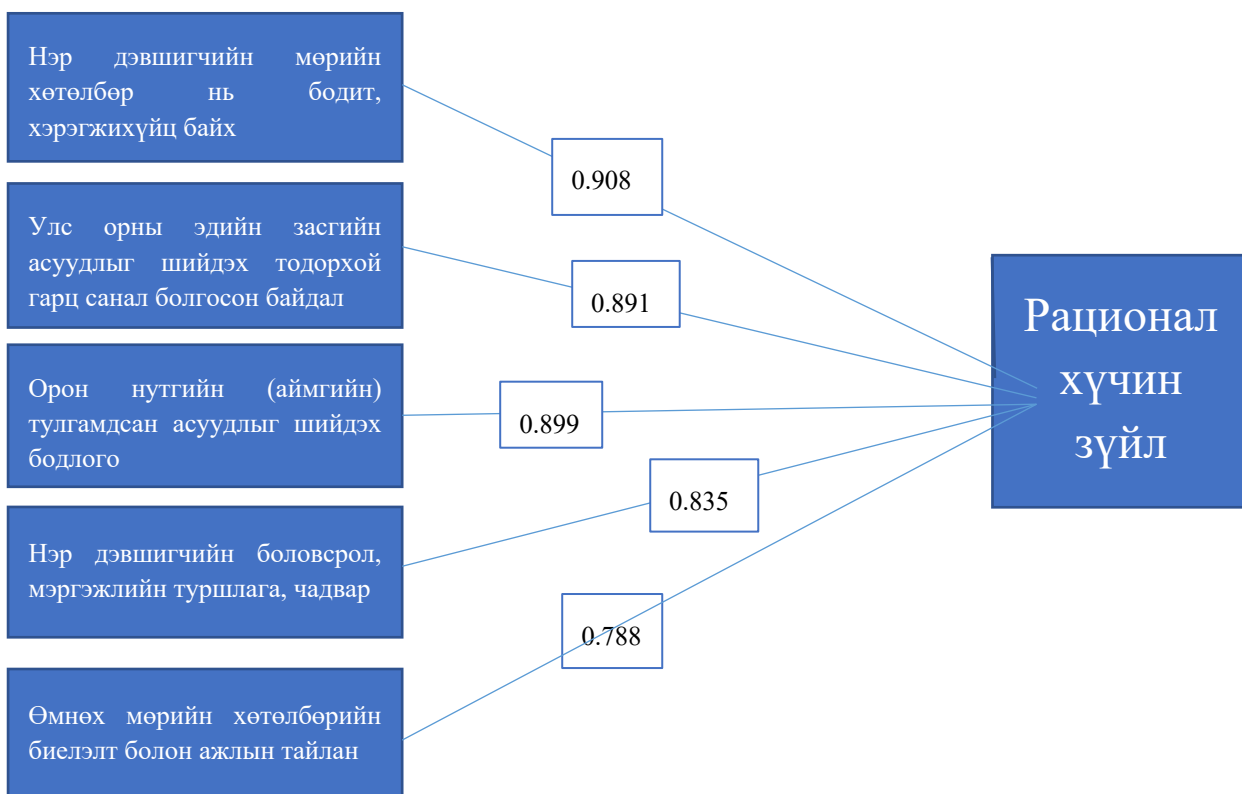 Нэр дэвшигчийн мөрийн
хөтөлбөр нь бодит,
хэрэгжихүйц байх
0.908
Улс орны эдийн засгийн
асуудлыг шийдэх тодорхой
гарц санал болгосон байдал
0.891
Орон нутгийн (аймгийн)
тулгамдсан асуудлыг шийдэх
бодлого
0.899
Нэр дэвшигчийн боловсрол,
мэргэжлийн туршлага, чадвар
0.835
Өмнөх мөрийн хөтөлбөрийн
биелэлт болон ажлын тайлан
0.788
Рационал
хүчин
зүйл